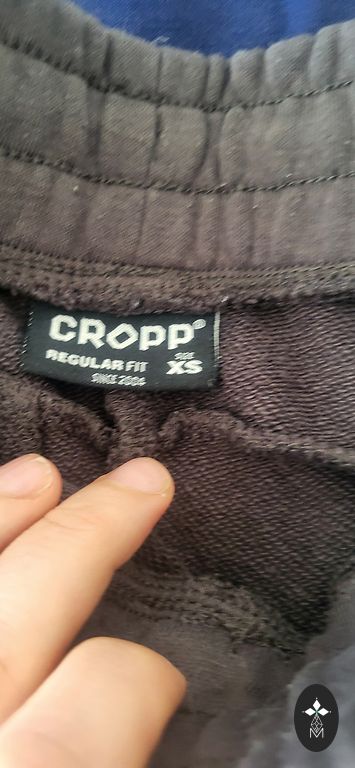 CROPP®
REGULAR FIT
SIZE
XS
SINCE 2004
M